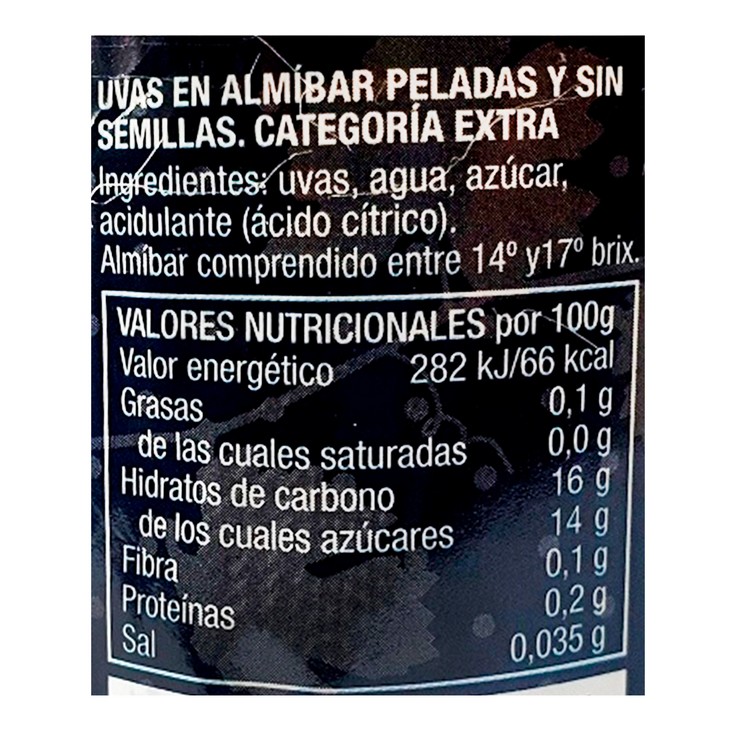 UVAS EN ALMÍBAR PELADAS Y SIN
SEMILLAS. CATEGORÍA EXTRA
Ingredientes: uvas, agua, azúcar,
acidulante (ácido cítrico).
Almíbar comprendido entre 14º y17º brix.
VALORES NUTRICIONALES por 100g
Valor energético 282 kJ/66 kcal
Grasas 0,1 g
de las cuales saturadas 0,0 g
Hidratos de carbono 16 g
de los cuales azúcares 14 g
Fibra 0,1 g
Proteínas 0,2 g
Sal 0,035 g